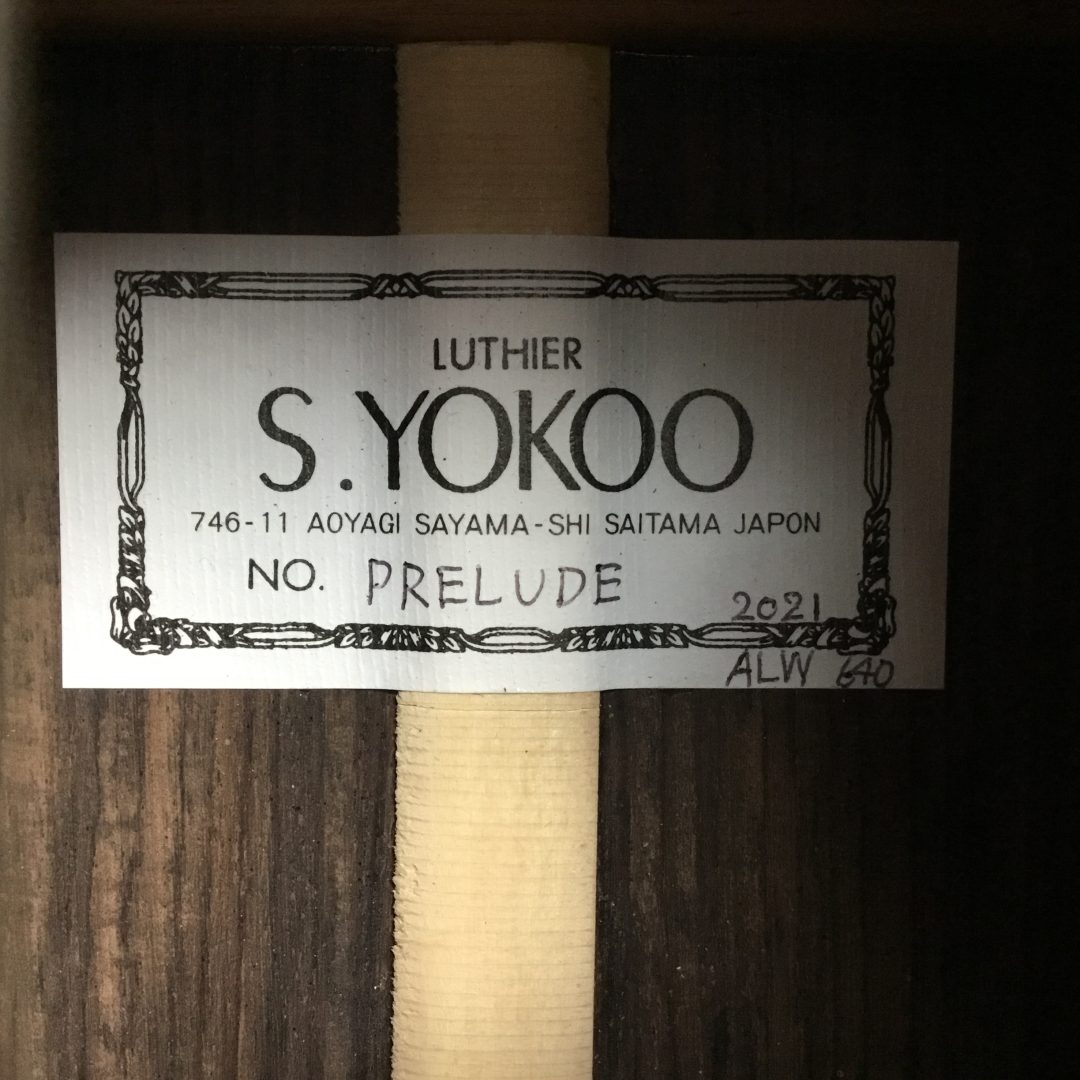 LUTHIER
S.YOKOO
746-11 AOYAGI SAYAMA-SHI SAITAMA JAPON
NO. PRELUDE
2021
ALW 640